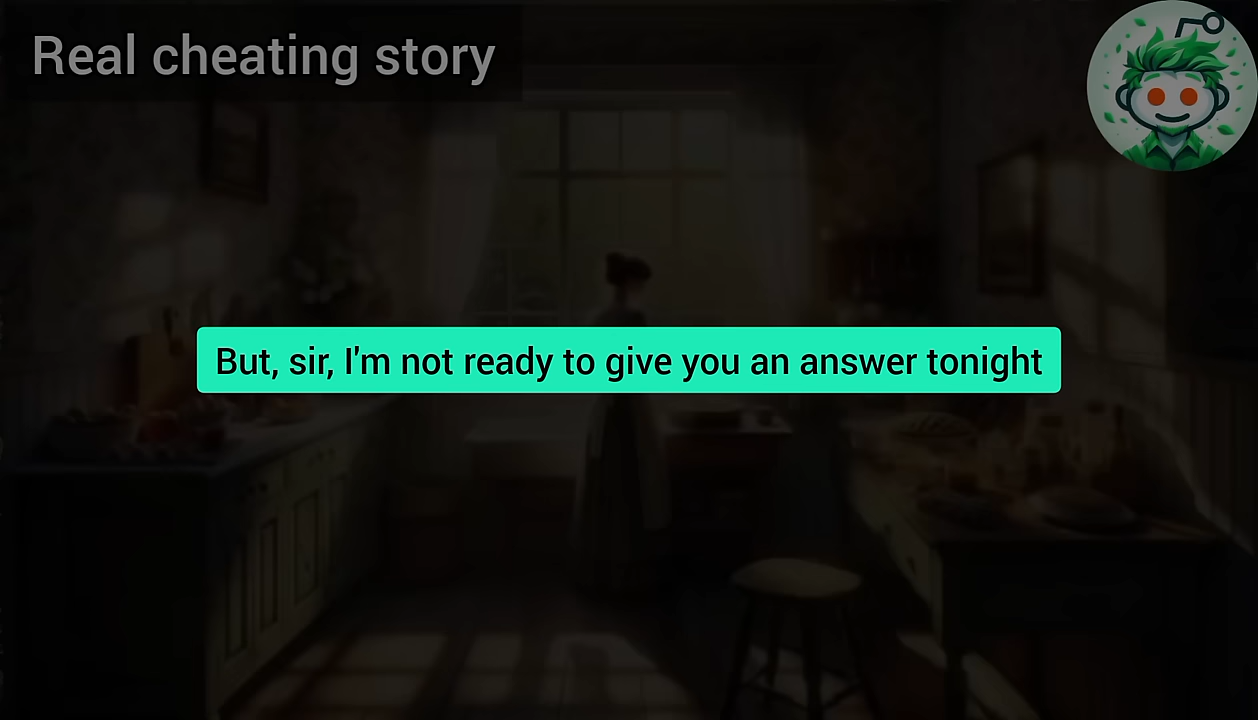 Real cheating story
But, sir, I'm not ready to give you an answer tonight